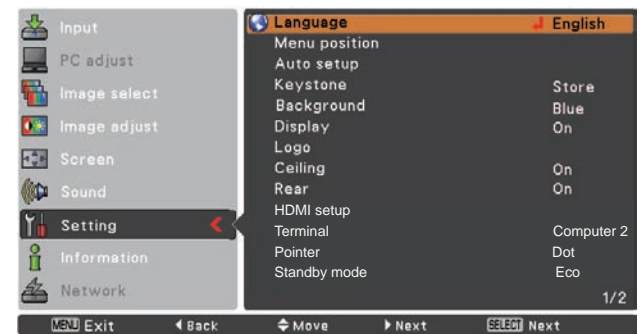 Input
PC adjust
Image select
Image adjust
Screen
Sound
Setting
Information
Network
Language English
Menu position
Auto setup
Keystone Store
Background Blue
Display On
Logo
Ceiling On
Rear On
HDMI setup
Terminal Computer 2
Pointer Dot
Standby mode Eco
1/2
MENU Exit Back Move Next SELECT Next